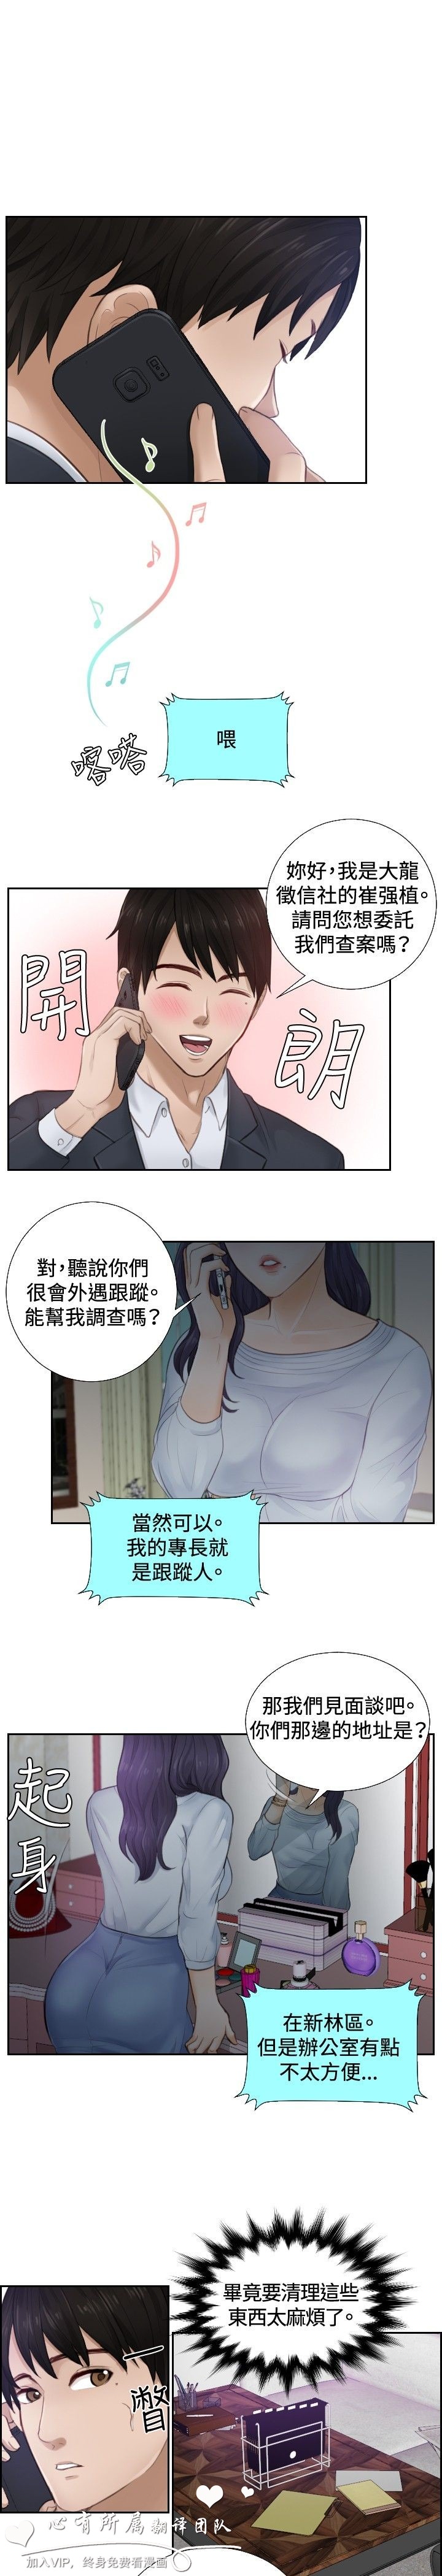 喀嗒
喂
妳好，我是大龍
徵信社的崔强植。
請問您想委託
我們查案嗎？
開
朗
對，聽說你們
很會外遇跟蹤。
能幫我調查嗎？
當然可以。
我的專長就
是跟蹤人。
那我們見面談吧。
你們那邊的地址是？
起
身
在新林區。
但是辦公室有點
不太方便...
畢竟要清理這些
東西太麻煩了。
瞥
心有所属翻译团队
加入VIP，终身免费看漫画